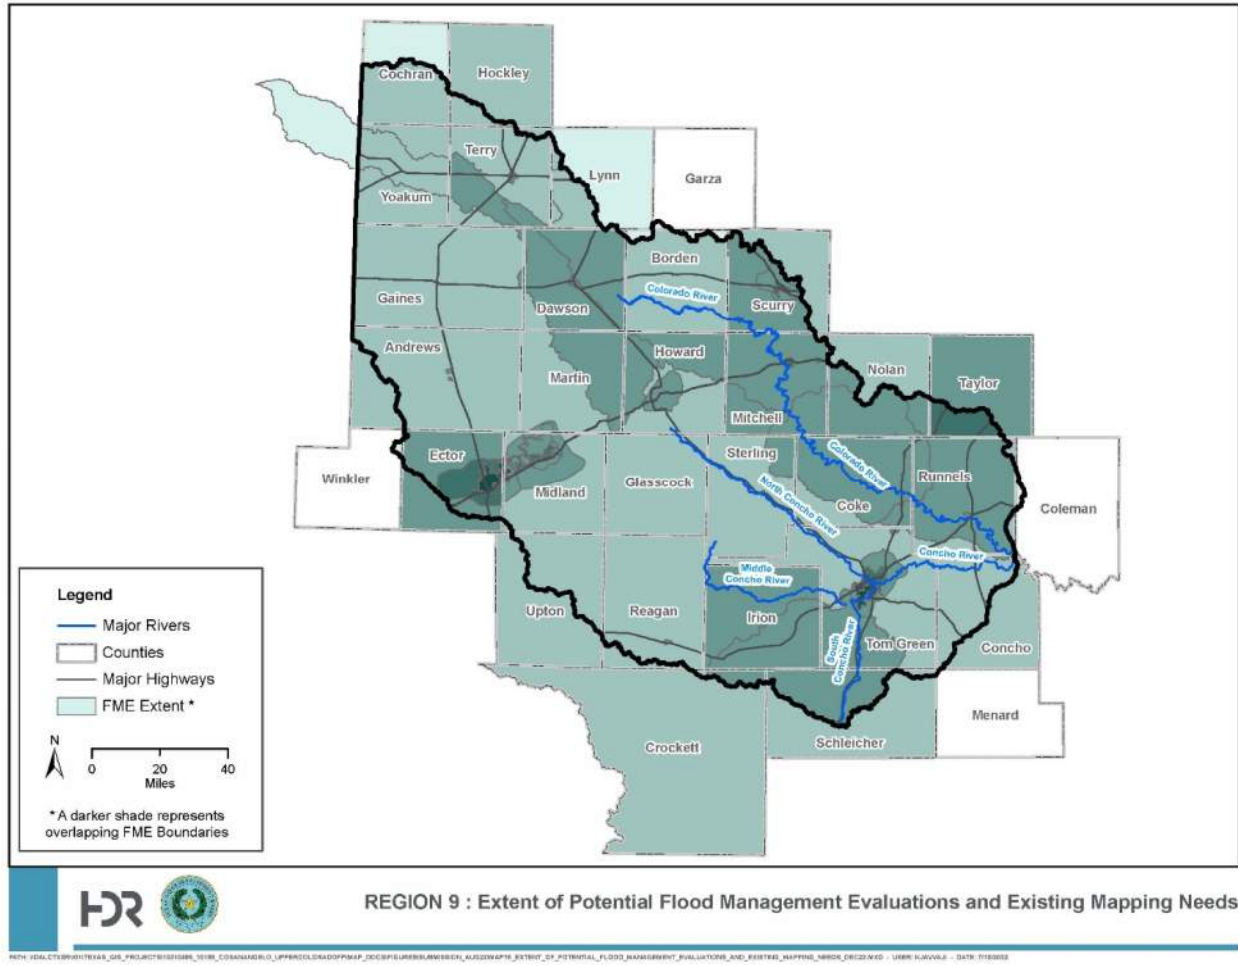 Cochran
Hockley
Terry
Lynn
Garza
Yoakum
Borden
Colorado River
Gaines
Dawson
Scurry
Andrews
Howard
Nolan
Martin
Taylor
Mitchell
Ector
Sterling
Colorado River
Runnels
Winkler
Midland
Glasscock
North Concho River
Coke
Coleman
Concho River
Middle
Concho River
Upton
Reagan
Irion
South
Concho River
Tom Green
Concho
Menard
Crockett
Schleicher
Legend
Major Rivers
Counties
Major Highways
FME Extent *
N
0 20 40
Miles
* A darker shade represents
overlapping FME Boundaries
HDR
REGION 9 : Extent of Potential Flood Management Evaluations and Existing Mapping Needs